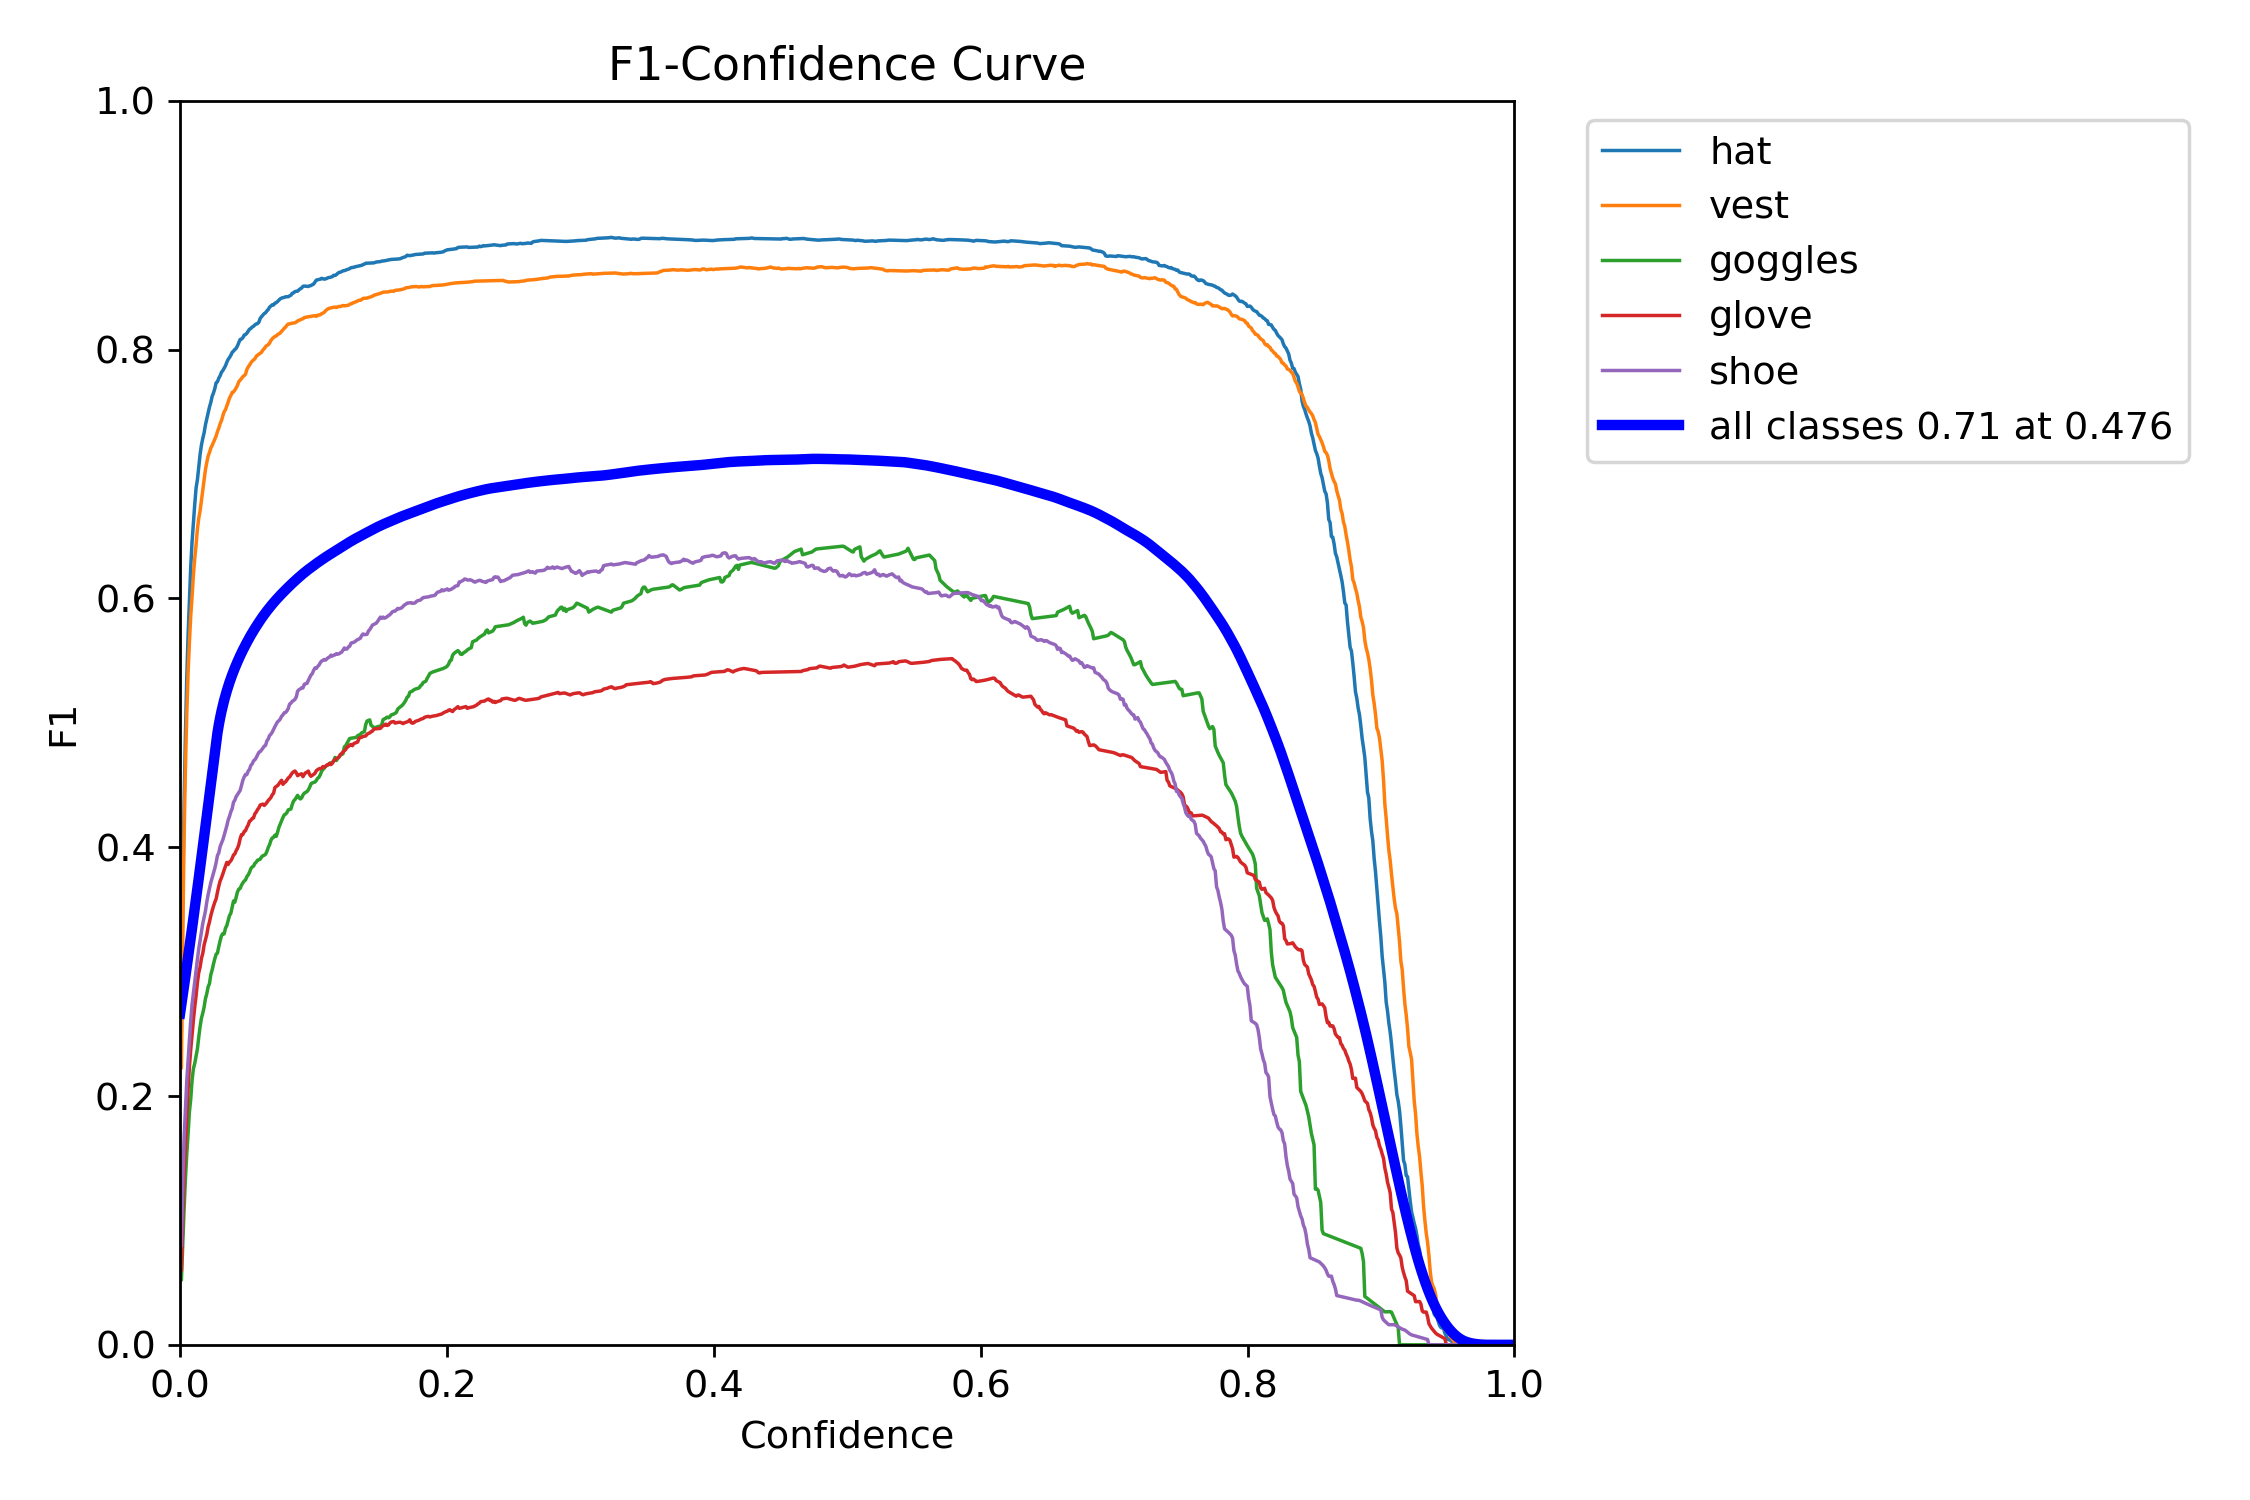 F1-Confidence Curve
1.0
0.8
0.6
0.4
0.2
0.0
F1
0.0 0.2 0.4 0.6 0.8 1.0
Confidence
hat
vest
goggles
glove
shoe
all classes 0.71 at 0.476